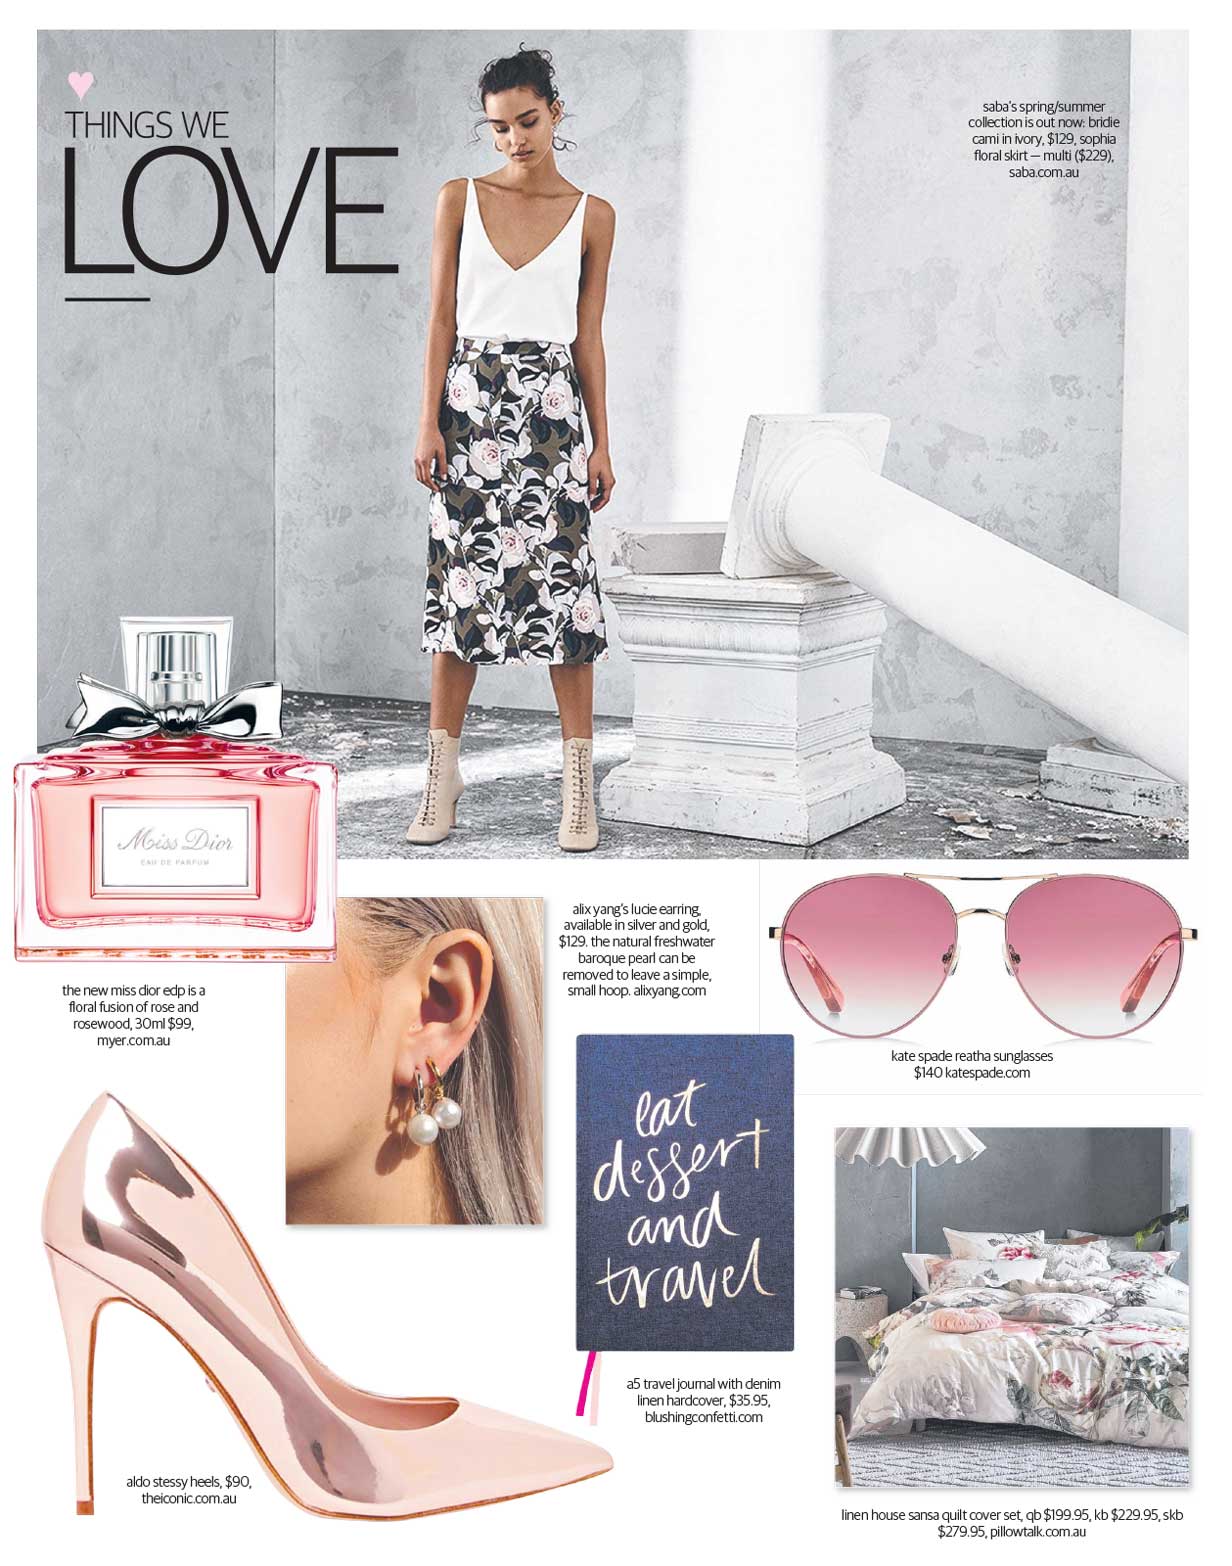 THINGS WE
LOVE
saba's spring/summer
collection is out now: bridie
cami in ivory, $129, sophia
floral skirt — multi ($229),
saba.com.au
Miss Dior
EAU DE PARFUM
the new miss dior edp is a
floral fusion of rose and
rosewood, 30ml $99,
myer.com.au
alix yang's lucie earring,
available in silver and gold,
$129. the natural freshwater
baroque pearl can be
removed to leave a simple,
small hoop. alixyang.com
kate spade reatha sunglasses
$140 katespade.com
eat
dessert
and
travel
a5 travel journal with denim
linen hardcover, $35.95,
blushingconfetti.com
aldo stessy heels, $90,
theiconic.com.au
linen house sansa quilt cover set, qb $199.95, kb $229.95, skb
$279.95, pillowtalk.com.au